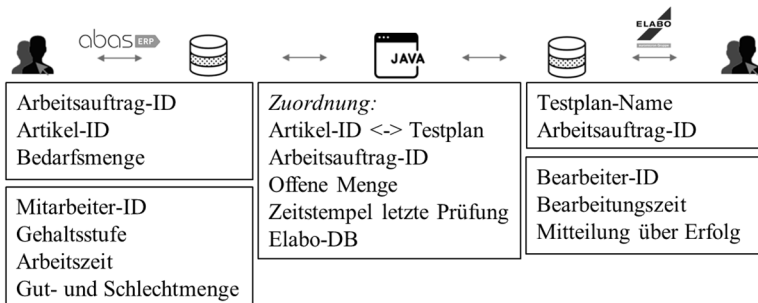 abas ERP
JAVA
ELABO
Arbeitsauftrag-ID
Artikel-ID
Bedarfsmenge
Mitarbeiter-ID
Gehaltsstufe
Arbeitszeit
Gut- und Schlechtmenge
Zuordnung:
Artikel-ID <-> Testplan
Arbeitsauftrag-ID
Offene Menge
Zeitstempel letzte Prüfung
Elabo-DB
Testplan-Name
Arbeitsauftrag-ID
Bearbeiter-ID
Bearbeitungszeit
Mitteilung über Erfolg